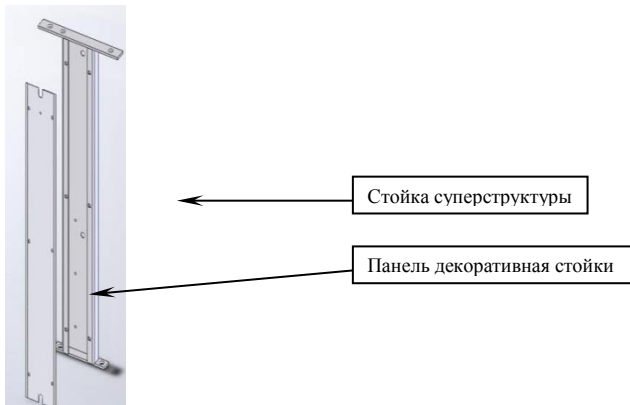 Стойка суперструктуры
Панель декоративная стойки